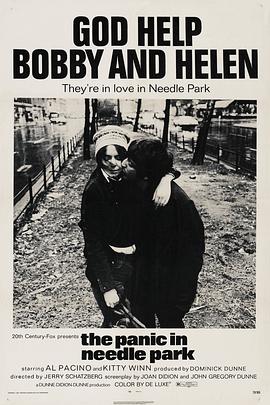 GOD HELP
BOBBY AND HELEN
They're in love in Needle Park
20th Century-Fox presents the panic in
needle park
starring AL PACINO and KITTY WINN produced by DOMINICK DUNNE
directed by JERRY SCHATZBERG screenplay by JOAN DIDION and JOHN GREGORY DUNNE
a DUNNE DIDION DUNNE production COLOR BY DE LUXE® R